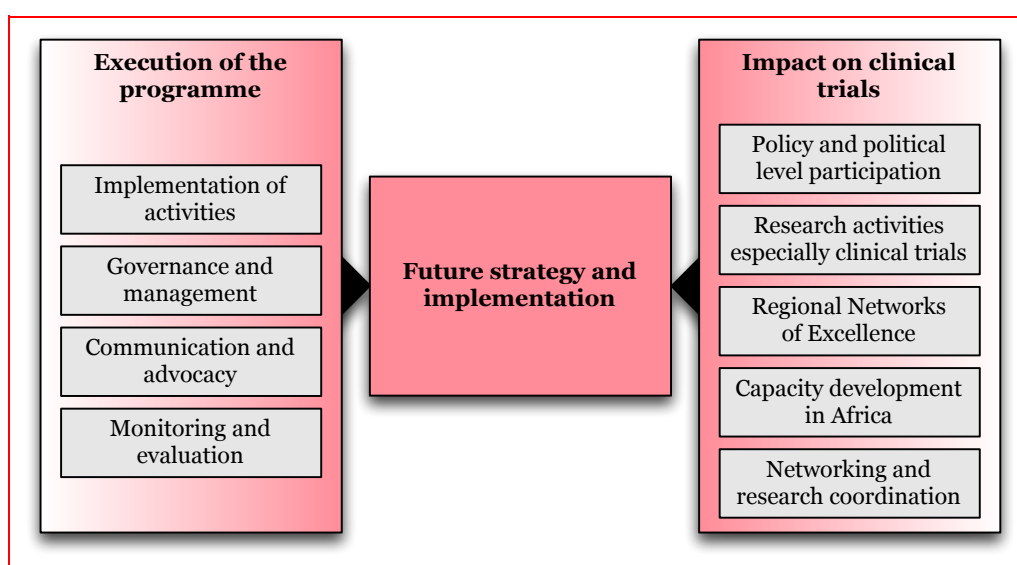 Execution of the
programme
Implementation of
activities
Governance and
management
Communication and
advocacy
Monitoring and
evaluation
Future strategy and
implementation
Impact on clinical
trials
Policy and political
level participation
Research activities
especially clinical trials
Regional Networks
of Excellence
Capacity development
in Africa
Networking and
research coordination